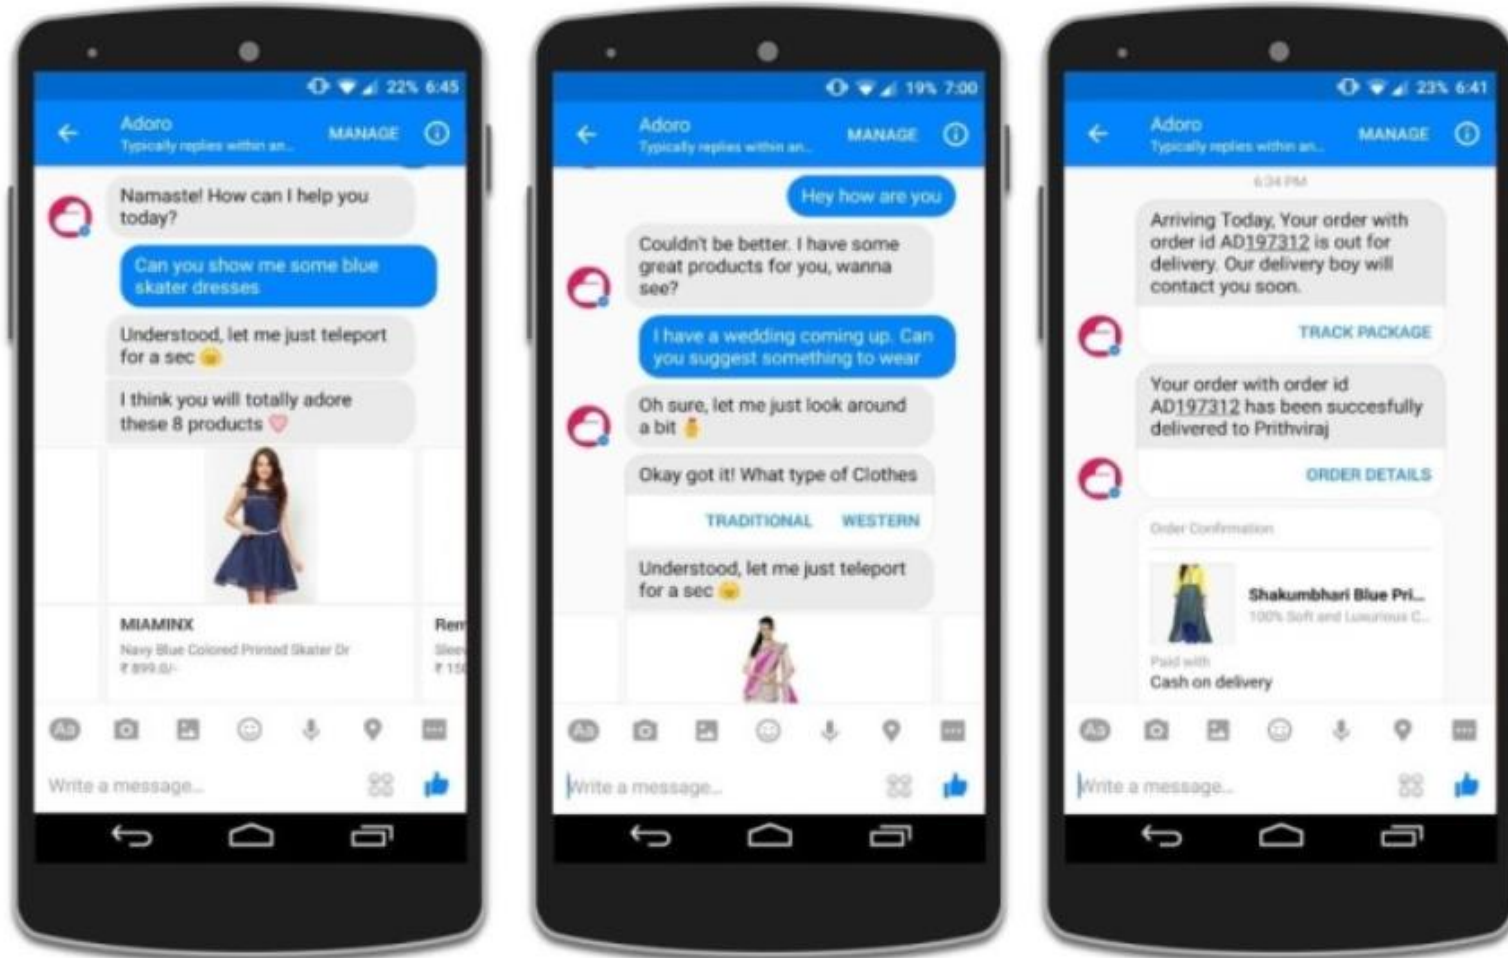 22% 6:45
Adoro
MANAGE
Typically replies within an...
Namaste! How can I help you
today?
Can you show me some blue
skater dresses
Understood, let me just teleport
for a sec
I think you will totally adore
these 8 products
MIAMINX
Navy Blue Colored Printed Skater Dr
₹ 899.0/-
Rem
Slee
₹ 150
Aa
Write a message...
19% 7:00
Adoro
MANAGE
Typically replies within an...
Hey how are you
Couldn't be better. I have some
great products for you, wanna
see?
I have a wedding coming up. Can
you suggest something to wear
Oh sure, let me just look around
a bit
Okay got it! What type of Clothes
TRADITIONAL WESTERN
Understood, let me just teleport
for a sec
Aa
Write a message...
23% 6:41
Adoro
MANAGE
Typically replies within an...
6:34 PM
Arriving Today, Your order with
order id AD197312 is out for
delivery. Our delivery boy will
contact you soon.
TRACK PACKAGE
Your order with order id
AD197312 has been succesfully
delivered to Prithviraj
ORDER DETAILS
Order Confirmation
Shakumbhari Blue Pri...
100% Soft and Luxurious C...
Paid with
Cash on delivery
Aa
Write a message...